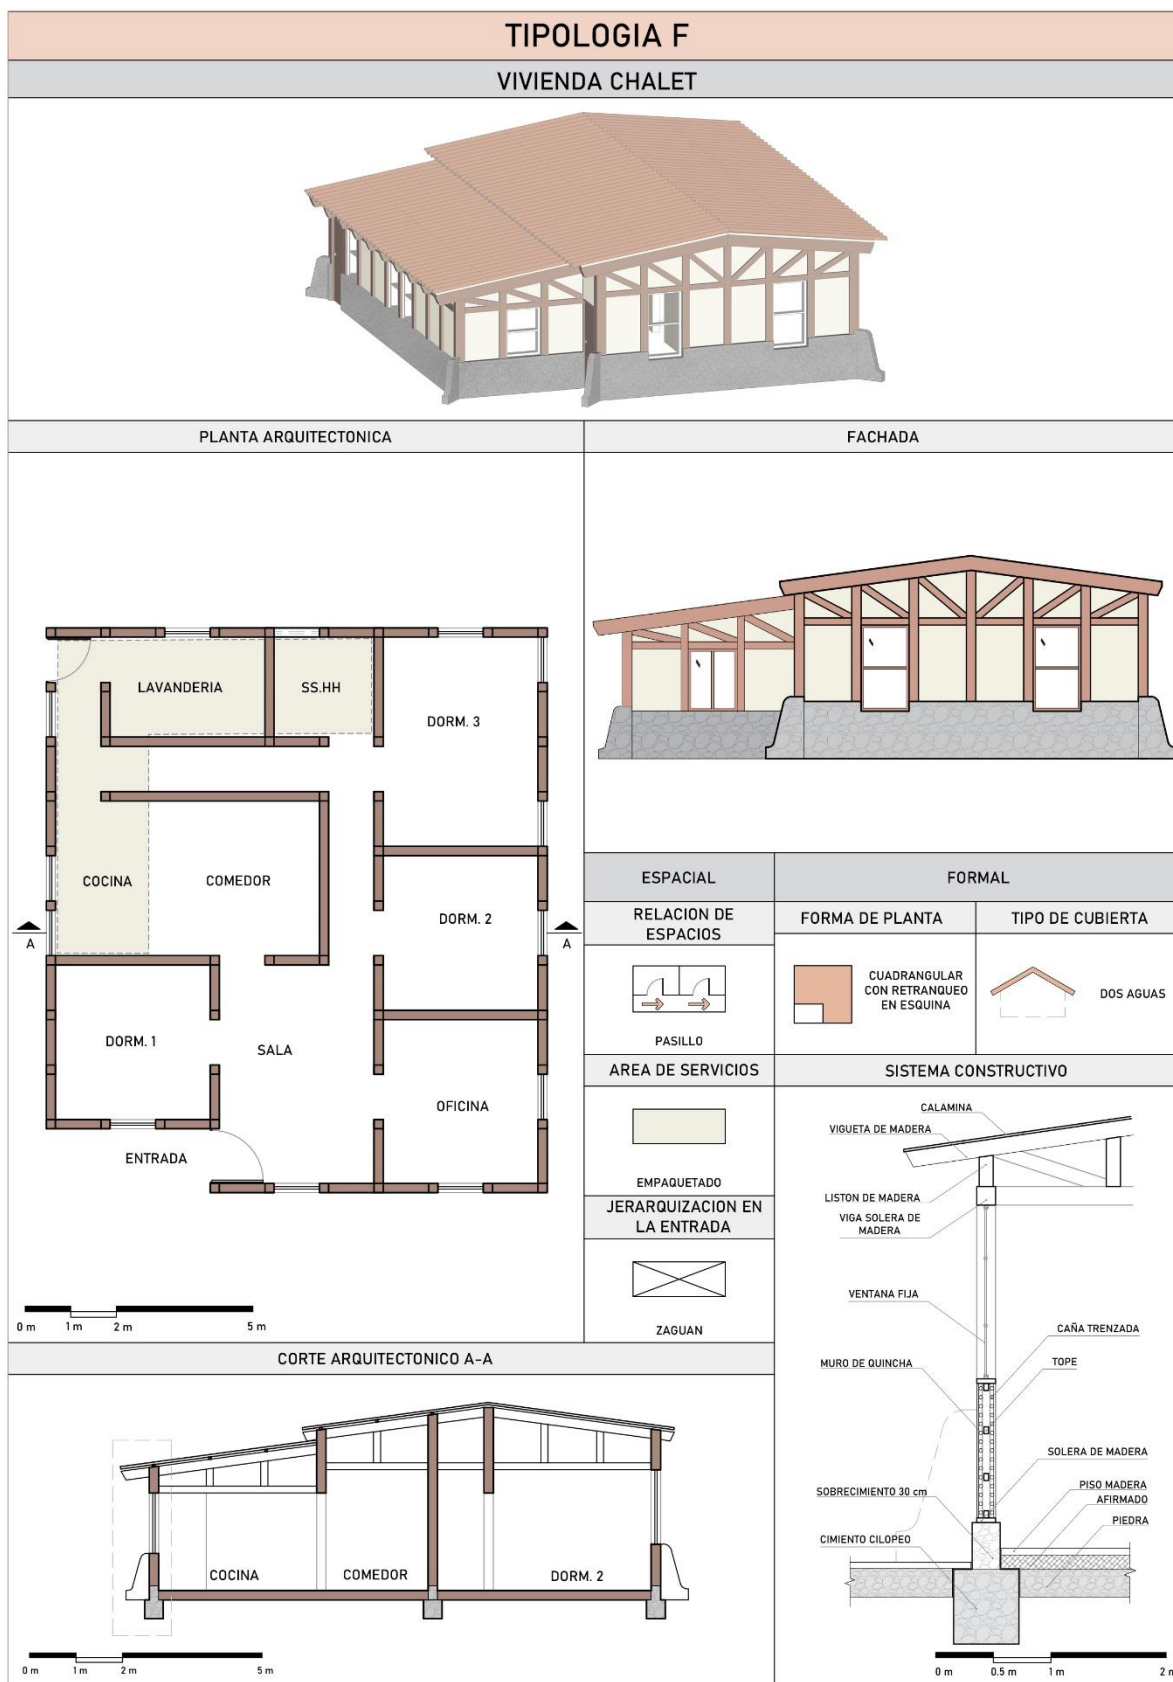 TIPOLOGIA F
VIVIENDA CHALET
PLANTA ARQUITECTONICA
LAVANDERIA
SS.HH
DORM. 3
COCINA
COMEDOR
DORM. 2
A
A
DORM. 1
SALA
OFICINA
ENTRADA
0 m
1 m
2 m
5 m
FACHADA
ESPACIAL
FORMAL
RELACION DE
ESPACIOS
PASILLO
FORMA DE PLANTA
CUADRANGULAR
CON RETRANQUEO
EN ESQUINA
TIPO DE CUBIERTA
DOS AGUAS
AREA DE SERVICIOS
EMPAQUETADO
JERARQUIZACION EN
LA ENTRADA
ZAGUAN
SISTEMA CONSTRUCTIVO
CALAMINA
VIGUETA DE MADERA
LISTON DE MADERA
VIGA SOLERA DE
MADERA
VENTANA FIJA
CAÑA TRENZADA
MURO DE QUINCHA
TOPE
SOLERA DE MADERA
PISO MADERA
SOBRECIMIENTO 30 cm
AFIRMADO
PIEDRA
CIMIENTO CILOPEO
0 m
0.5 m
1 m
2 m
CORTE ARQUITECTONICO A-A
COCINA
COMEDOR
DORM. 2
0 m
1 m
2 m
5 m